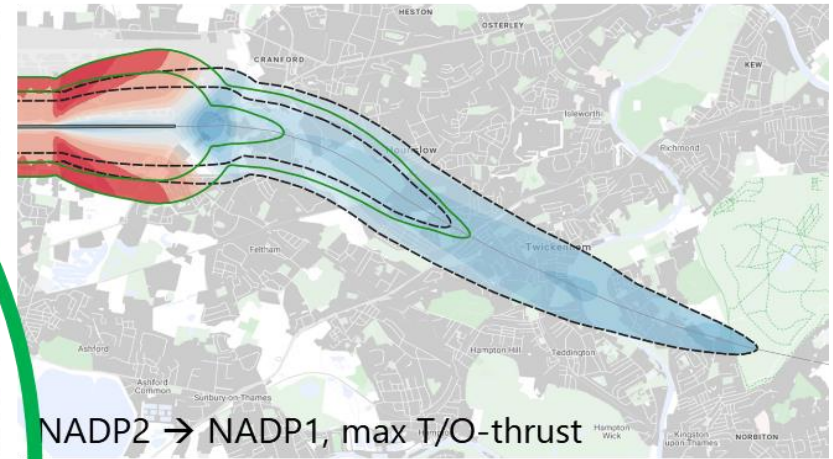 HESTON
OSTERLEY
CRANFORD
KEW
Isleworth
Hounslow
Richmond
Feltham
Twickenham
Ashford
Hampton Hill
Teddington
Ashford
Common
Sunbury-on-Thames
NADP2 → NADP1, max T/O-thrust
Hampton
Wick
Kingston
upon Thames
NORBITON